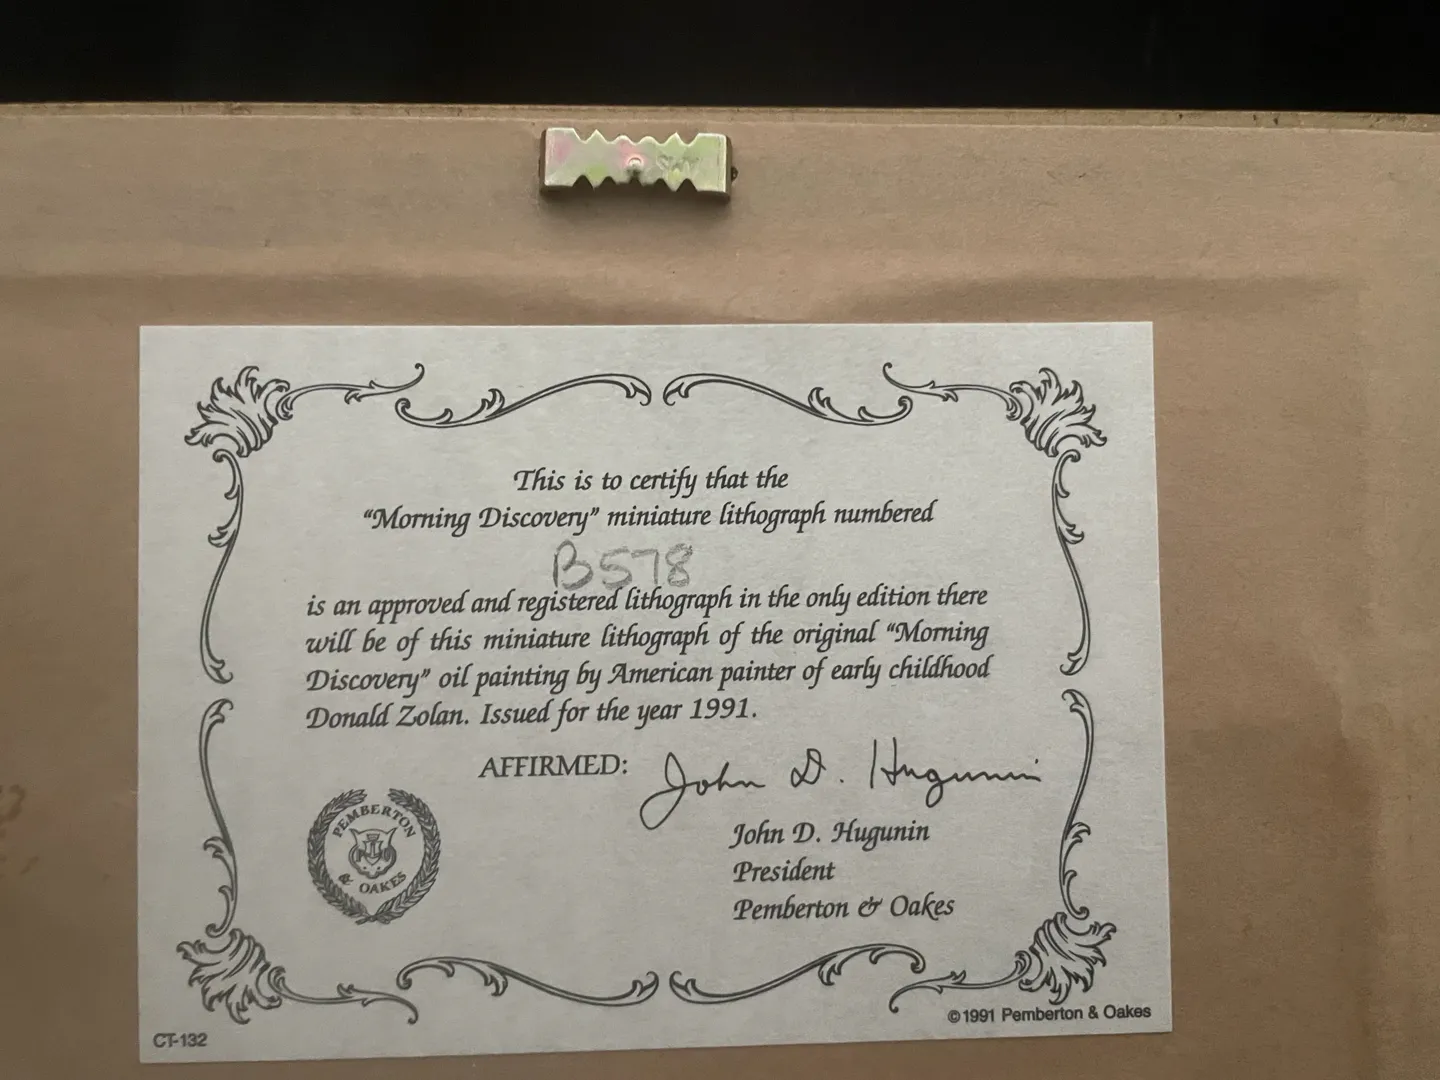 This is to certify that the
“Morning Discovery” miniature lithograph numbered
B578
is an approved and registered lithograph in the only edition there
will be of this miniature lithograph of the original “Morning
Discovery” oil painting by American painter of early childhood
Donald Zolan. Issued for the year 1991.
AFFIRMED: John D. Hugunin
John D. Hugunin
President
Pemberton & Oakes
PEMBERTON
& OAKES
©1991 Pemberton & Oakes
CT-132